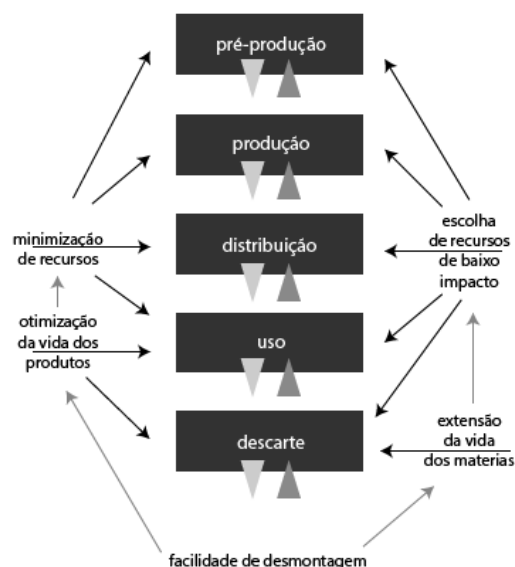 pré-produção
produção
distribuição
uso
descarte
minimização
de recursos
otimização
da vida dos
produtos
escolha
de recursos
de baixo
impacto
extensão
da vida
dos materias
facilidade de desmontagem